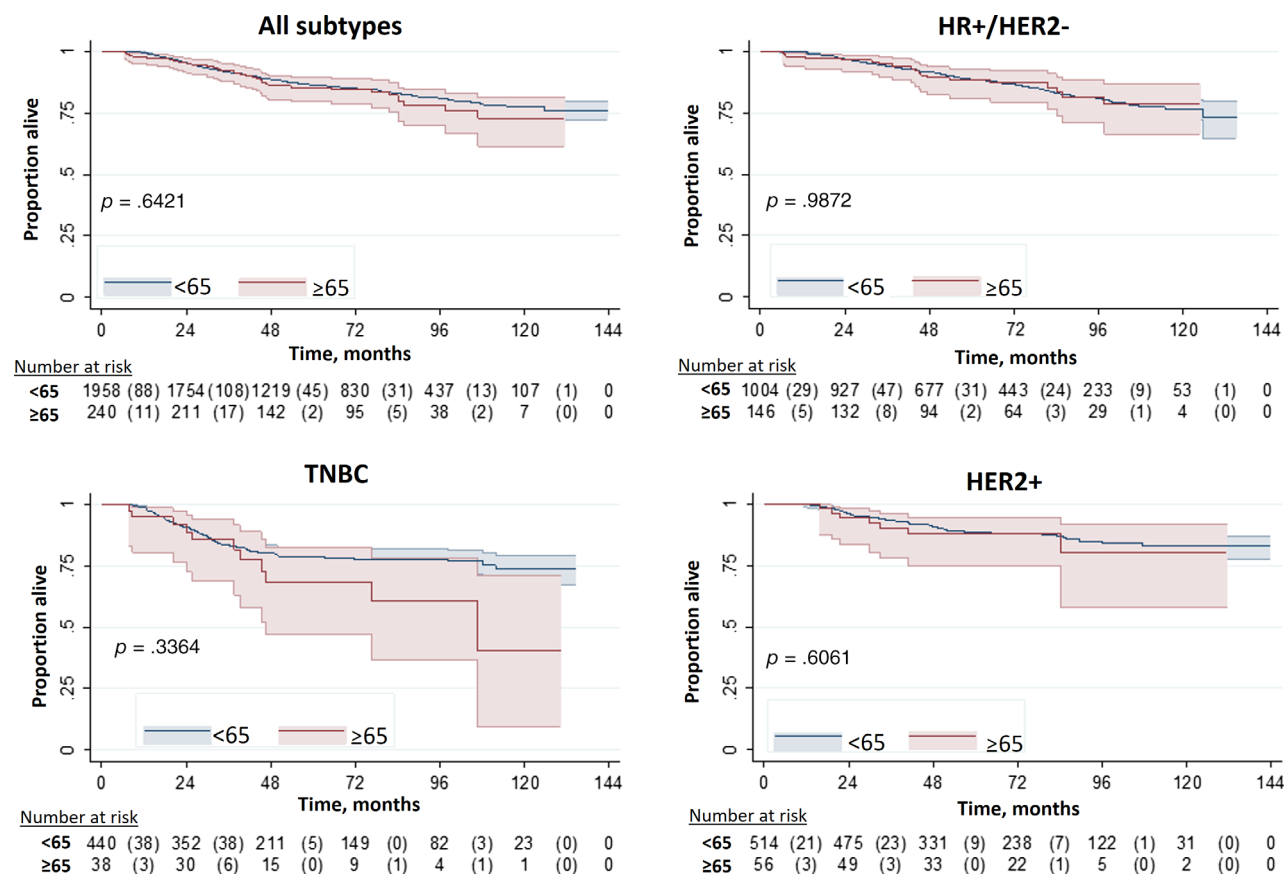 All subtypes
1
.75
.5
.25
0
Proportion alive
p = .6421
<65 ≥65
0 24 48 72 96 120 144
Time, months
Number at risk
<65 1958 (88) 1754 (108) 1219 (45) 830 (31) 437 (13) 107 (1) 0
≥65 240 (11) 211 (17) 142 (2) 95 (5) 38 (2) 7 (0) 0
HR+/HER2-
1
.75
.5
.25
0
Proportion alive
p = .9872
<65 ≥65
0 24 48 72 96 120 144
Time, months
Number at risk
<65 1004 (29) 927 (47) 677 (31) 443 (24) 233 (9) 53 (1) 0
≥65 146 (5) 132 (8) 94 (2) 64 (3) 29 (1) 4 (0) 0
TNBC
1
.75
.5
.25
0
Proportion alive
p = .3364
<65 ≥65
0 24 48 72 96 120 144
Time, months
Number at risk
<65 440 (38) 352 (38) 211 (5) 149 (0) 82 (3) 23 (0) 0
≥65 38 (3) 30 (6) 15 (0) 9 (1) 4 (1) 1 (0) 0
HER2+
1
.75
.5
.25
0
Proportion alive
p = .6061
<65 ≥65
0 24 48 72 96 120 144
Time, months
Number at risk
<65 514 (21) 475 (23) 331 (9) 238 (7) 122 (1) 31 (0) 0
≥65 56 (3) 49 (3) 33 (0) 22 (1) 5 (0) 2 (0) 0